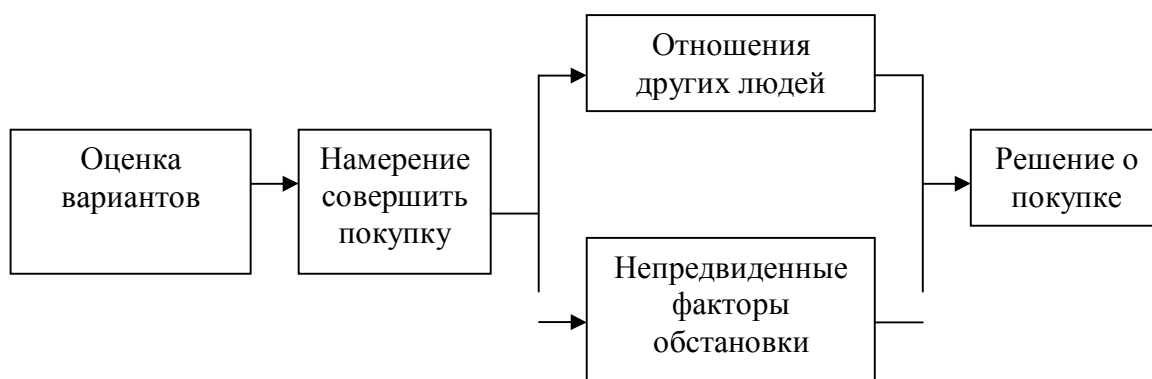 Оценка
вариантов
Намерение
совершить
покупку
Отношения
других людей
Непредвиденные
факторы
обстановки
Решение о
покупке